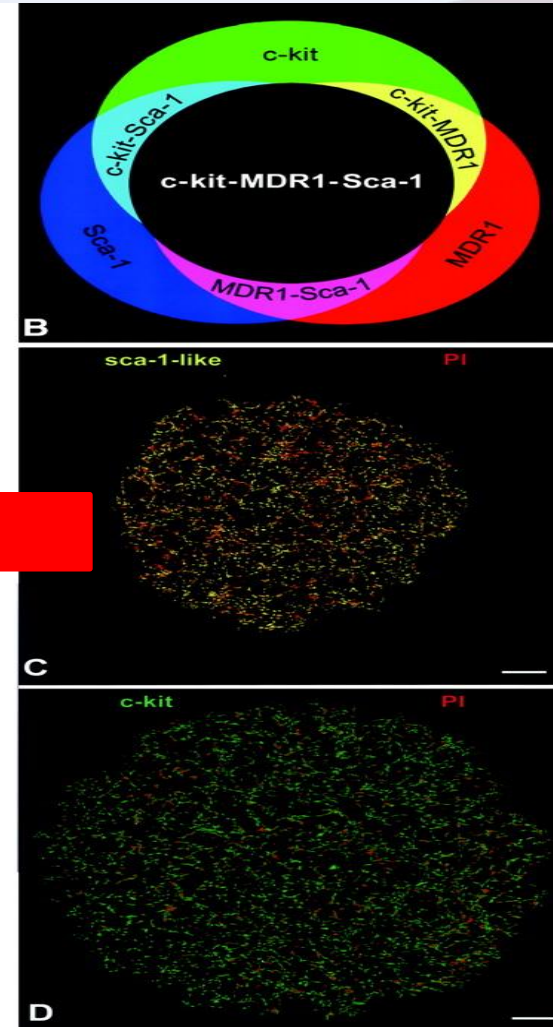 c-kit
c-kit-Sca-1
c-kit-MDR1
c-kit-MDR1-Sca-1
Sca-1
MDR1
MDR1-Sca-1
B
sca-1-like PI
C
c-kit PI
D